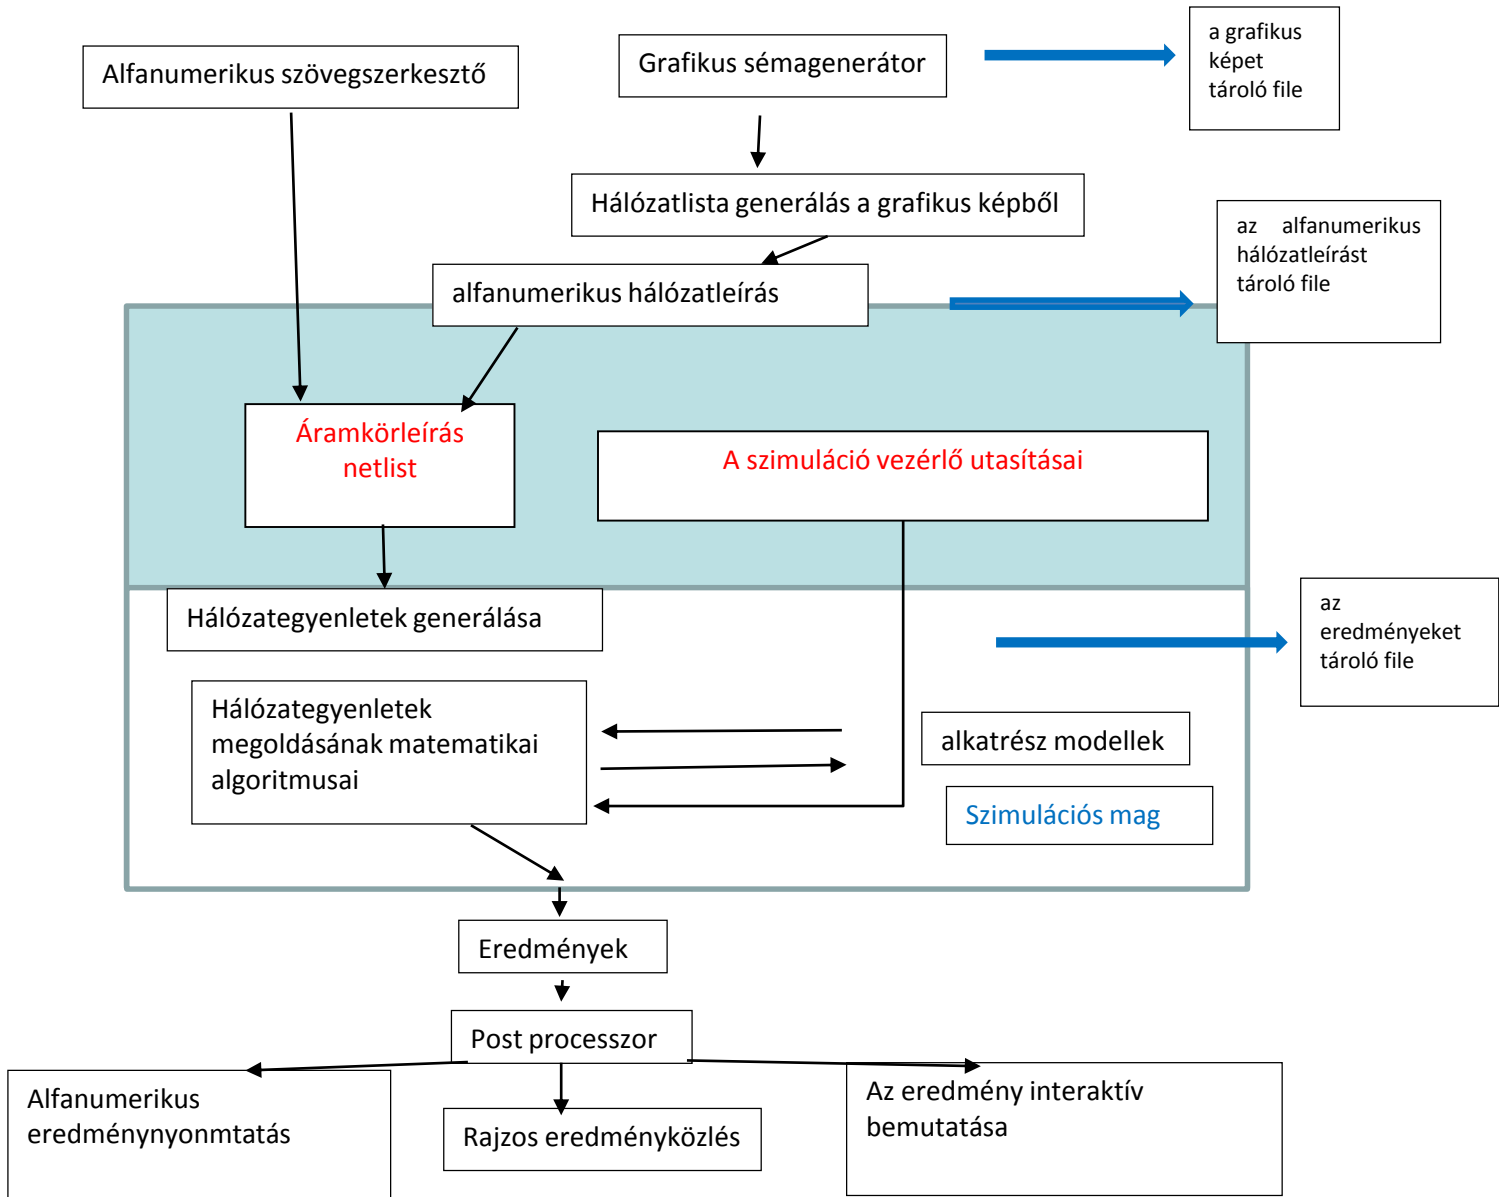 Alfanumerikus szövegszerkesztő
Grafikus sémagenerátor
a grafikus
képet
tároló file
Hálózatlista generálás a grafikus képből
az alfanumerikus
hálózatleírást
tároló file
alfanumerikus hálózatleírás
Áramkörleírás
netlist
A szimuláció vezérlő utasításai
Hálózategyenletek generálása
az
eredményeket
tároló file
Hálózategyenletek
megoldásának matematikai
algoritmusai
alkatrész modellek
Szimulációs mag
Eredmények
Post processzor
Alfanumerikus
eredménynyonmtatás
Rajzos eredményközlés
Az eredmény interaktív
bemutatása